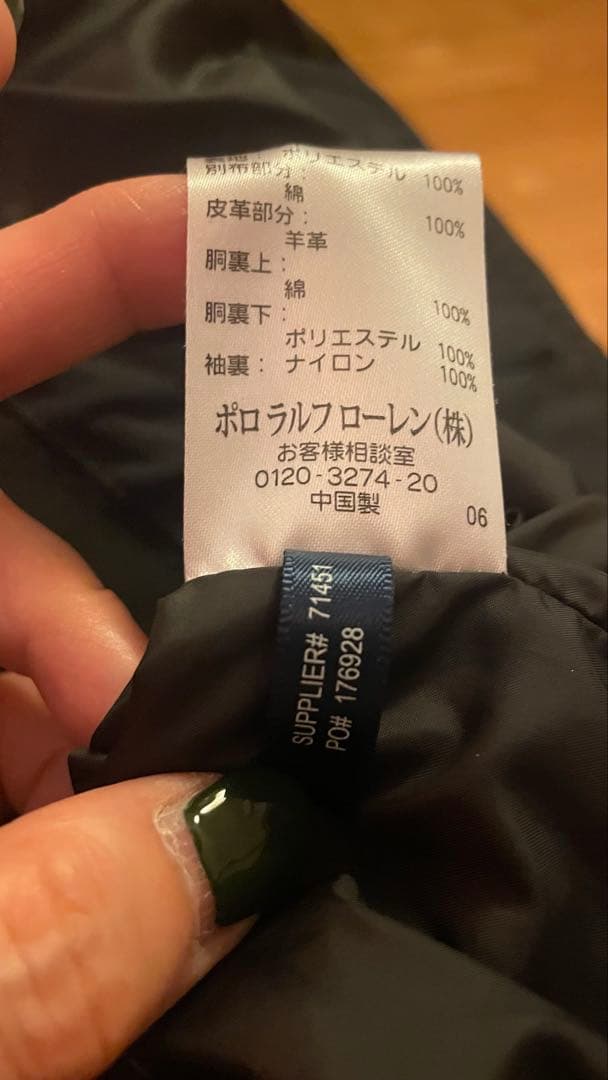 裏地： ポリエステル 100%
別布部分：
綿 100%
皮革部分：
羊革
胴裏上：
綿 100%
胴裏下：
ポリエステル 100%
袖裏： ナイロン 100%
ポロ ラルフ ローレン(株)
お客様相談室
0120-3274-20
中国製
06
SUPPLIER# 71451
PO# 176928